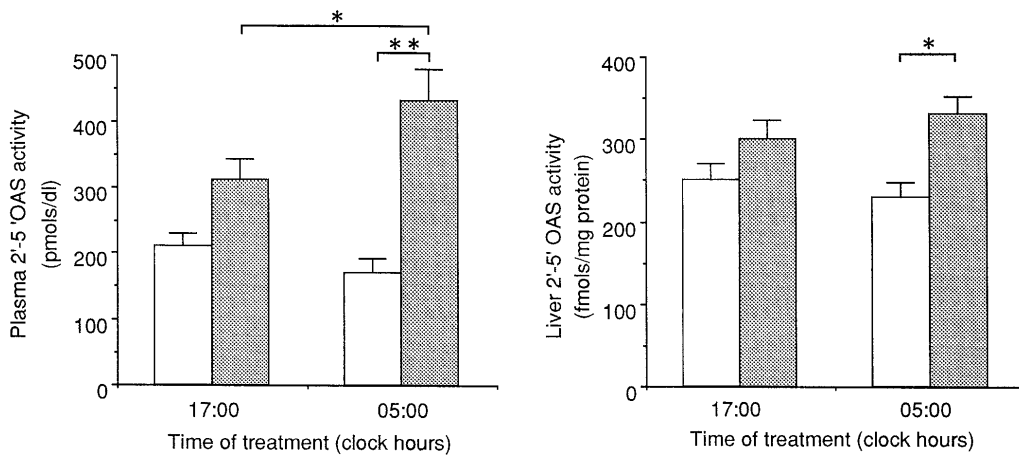 *
**
500
400
300
200
100
0
Plasma 2'-5 'OAS activity
(pmols/dl)
17:00 05:00
Time of treatment (clock hours)
*
400
300
200
100
0
Liver 2'-5' OAS activity
(fmols/mg protein)
17:00 05:00
Time of treatment (clock hours)